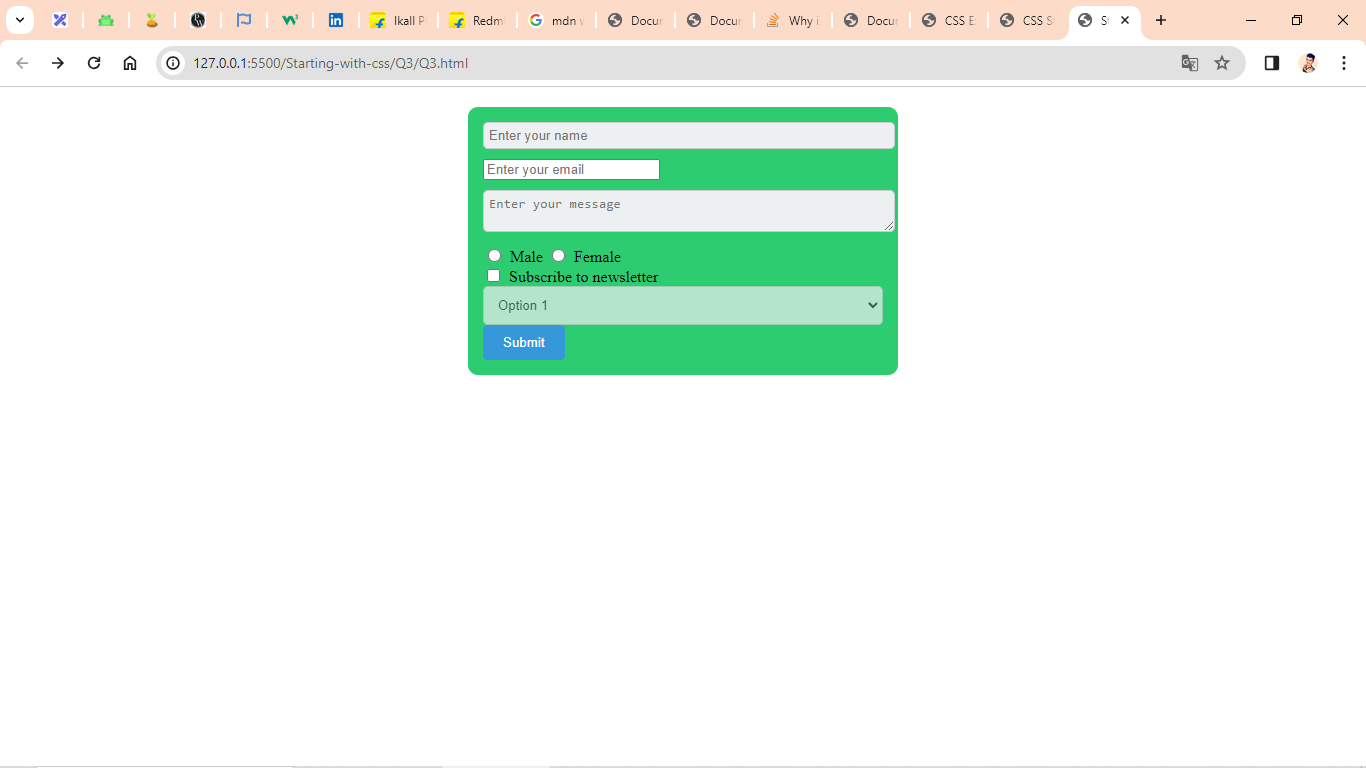 Ikall P
Redm
mdn w
Docur
Docur
Why i
Docur
CSS E
CSS S
St
127.0.0.1:5500/Starting-with-css/Q3/Q3.html
Enter your name
Enter your email
Enter your message
Male Female
Subscribe to newsletter
Option 1
Submit